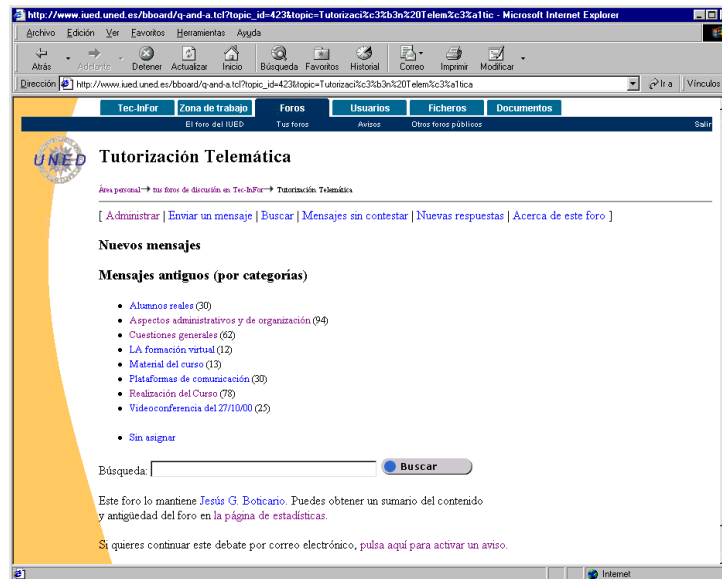 http://www.iued.uned.es/bboard/q-and-a.tcl?topic_id=423&topic=Tutorizaci%c3%b3n%20Telem%c3%a1tic - Microsoft Internet Explorer
Archivo Edición Ver Favoritos Herramientas Ayuda
Atrás Adelante Detener Actualizar Inicio Búsqueda Favoritos Historial Correo Imprimir Modificar
Dirección http://www.iued.uned.es/bboard/q-and-a.tcl?topic_id=423&topic=Tutorizaci%c3%b3n%20Telem%c3%a1tica Ir a Vínculos
Tec-InFor Zona de trabajo Foros Usuarios Ficheros Documentos
El foro del IUED Tus foros Avisos Otros foros públicos Salir
UNED Tutorización Telemática
Área personal→ tus foros de discusión en Tec-InFor→ Tutorización Telemática
[ Administrar | Enviar un mensaje | Buscar | Mensajes sin contestar | Nuevas respuestas | Acerca de este foro ]
Nuevos mensajes
Mensajes antiguos (por categorías)
• Alumnos reales (30)
• Aspectos administrativos y de organización (94)
• Cuestiones generales (62)
• LA formación virtual (12)
• Material del curso (13)
• Plataformas de comunicación (30)
• Realización del Curso (78)
• Videoconferencia del 27/10/00 (25)
• Sin asignar
Búsqueda: Buscar
Este foro lo mantiene Jesús G. Boticario. Puedes obtener un sumario del contenido
y antigüedad del foro en la página de estadísticas.
Si quieres continuar este debate por correo electrónico, pulsa aquí para activar un aviso.
Internet